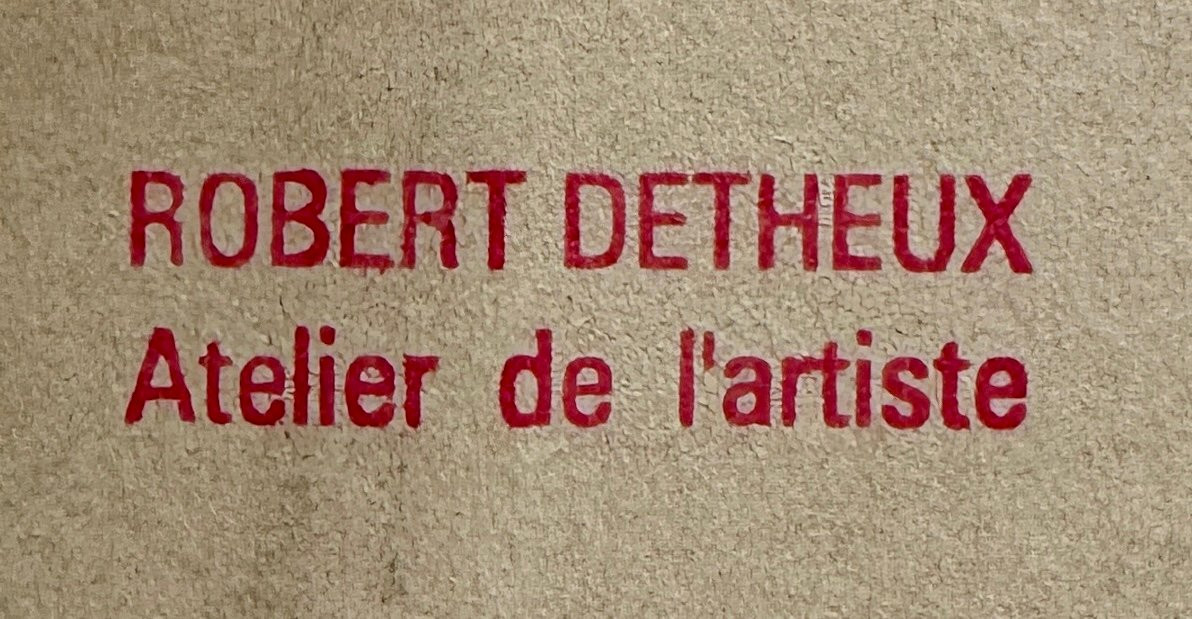 ROBERT DETHEUX
Atelier de l'artiste